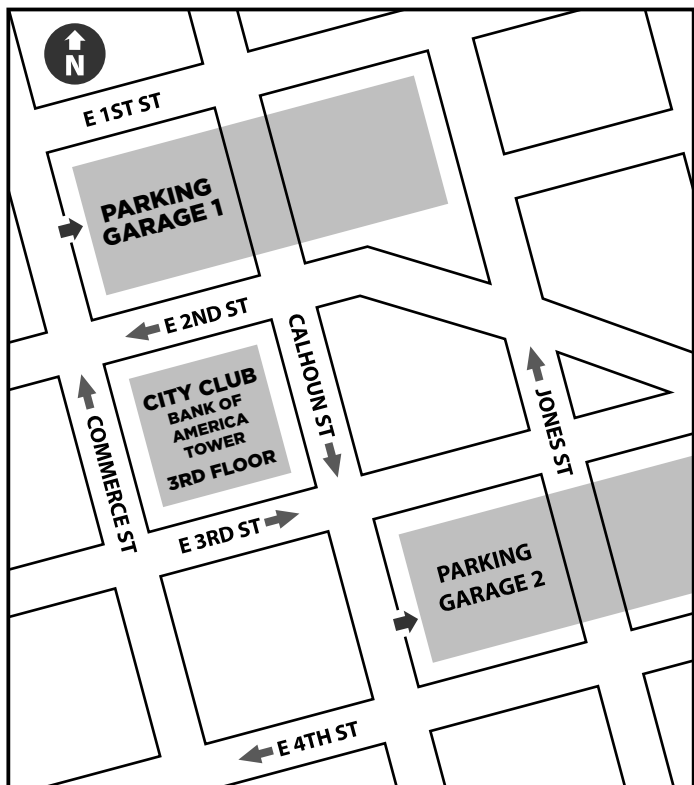 N
E 1ST ST
PARKING
GARAGE 1
E 2ND ST
CALHOUN ST
CITY CLUB
BANK OF
AMERICA
TOWER
3RD FLOOR
COMMERCE ST
JONES ST
E 3RD ST
PARKING
GARAGE 2
E 4TH ST